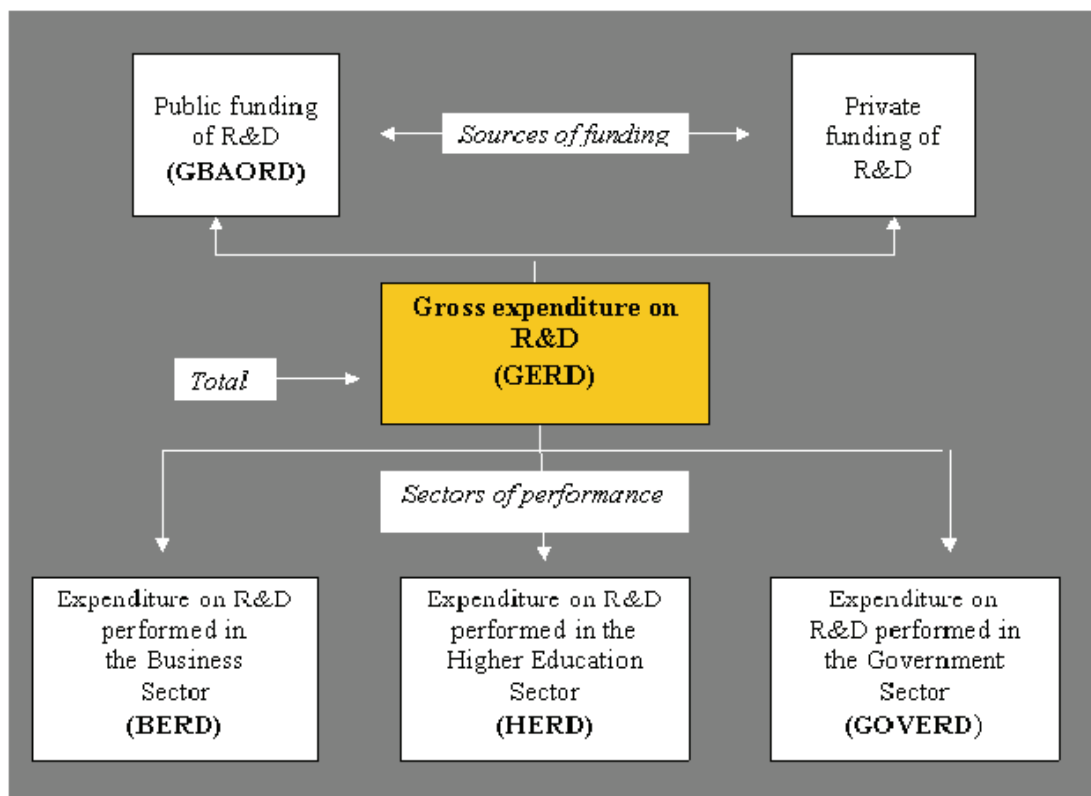 Public funding
of R&D
(GBAORD)
Sources of funding
Private
funding of
R&D
Gross expenditure on
R&D
(GERD)
Total
Sectors of performance
Expenditure on R&D
performed in
the Business
Sector
(BERD)
Expenditure on R&D
performed in the
Higher Education
Sector
(HERD)
Expenditure on
R&D performed in
the Government
Sector
(GOVERD)